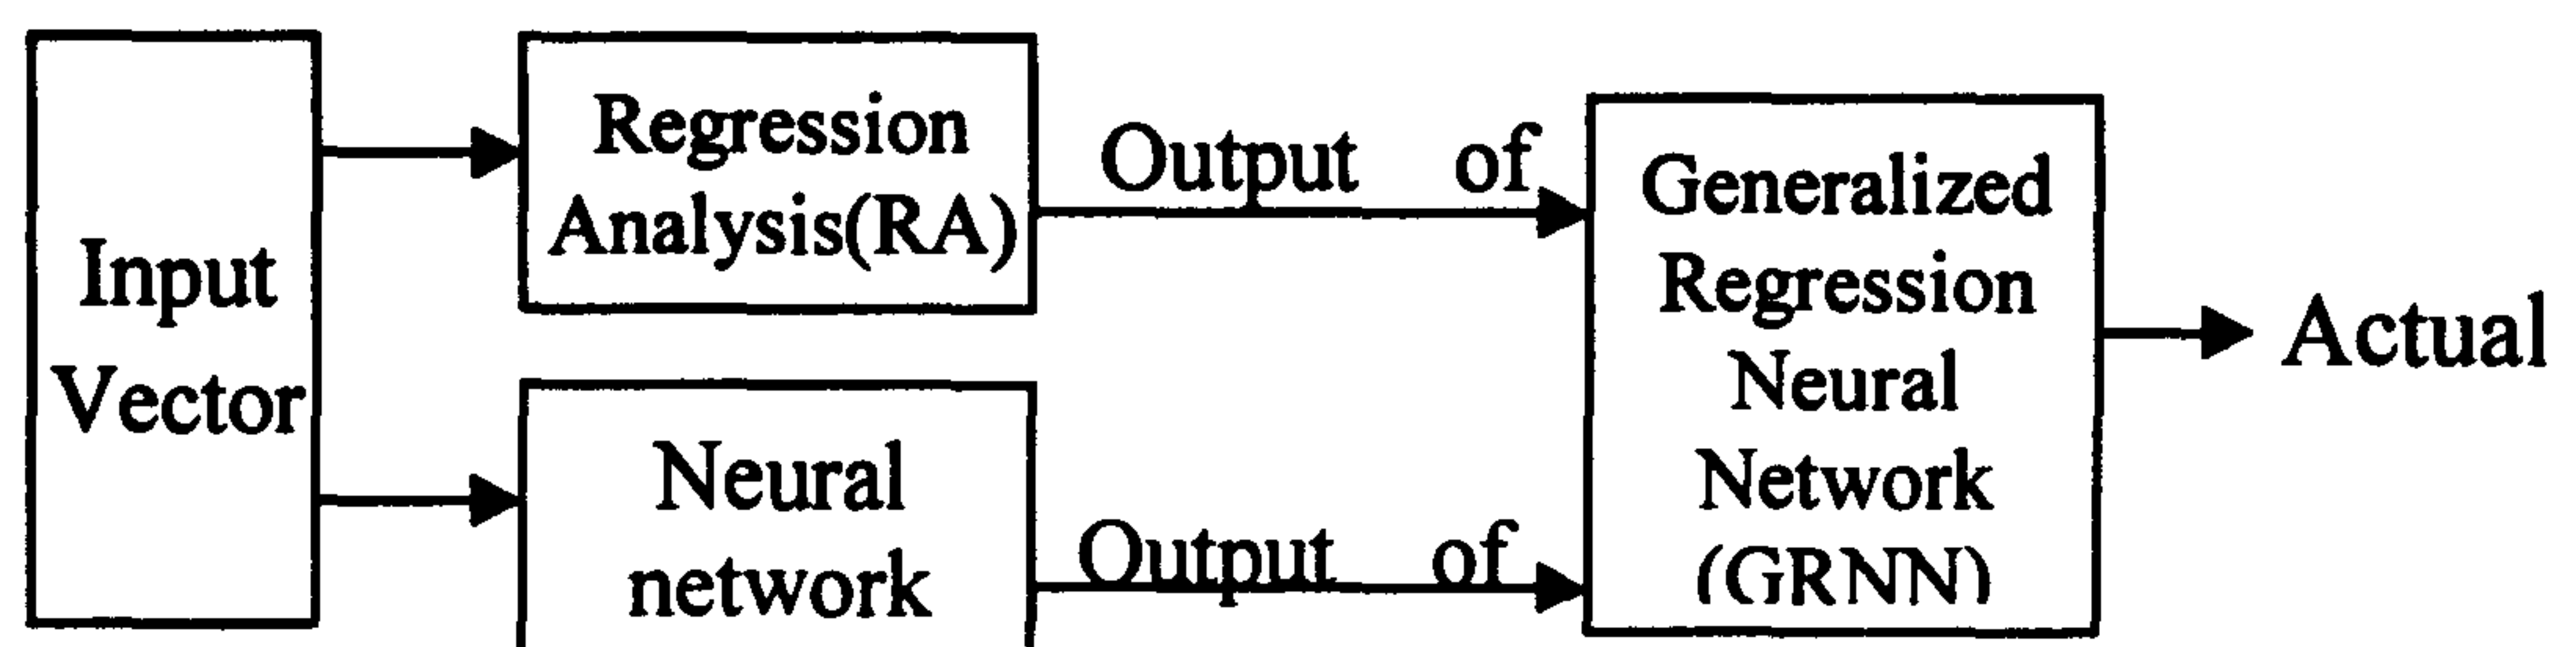 Input
Vector
Regression
Analysis(RA)
Neural
network
Output of
Output of
Generalized
Regression
Neural
Network
(GRNN)
Actual